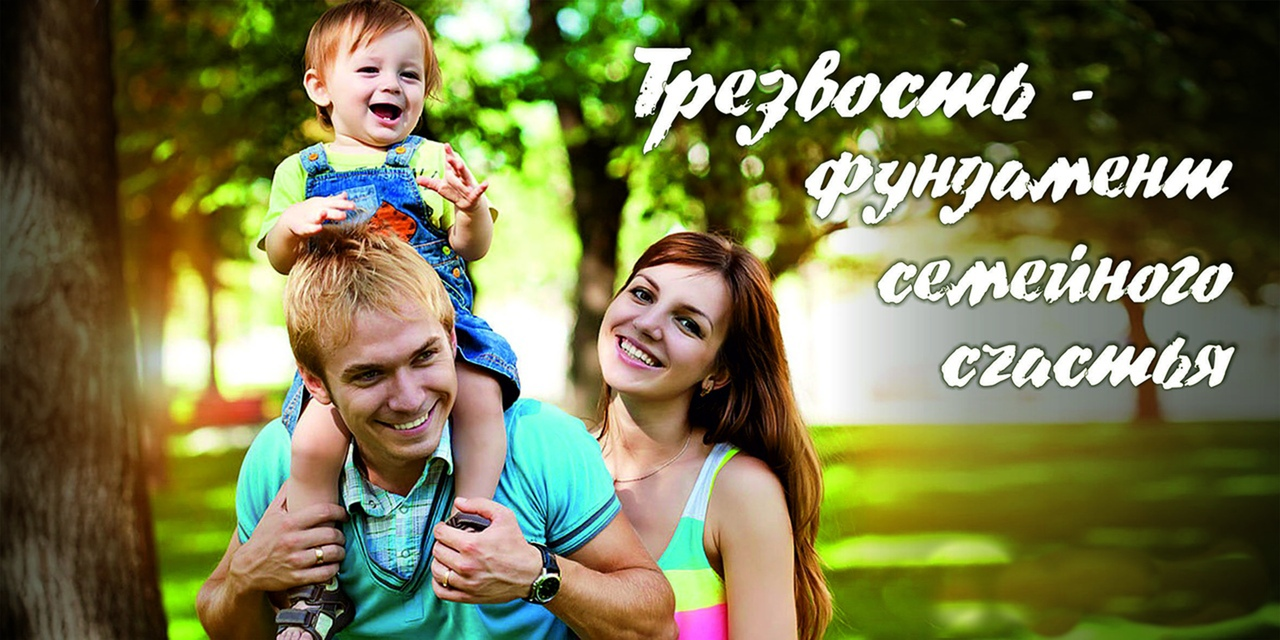 Трезвость -
фундамент
семейного
счастья